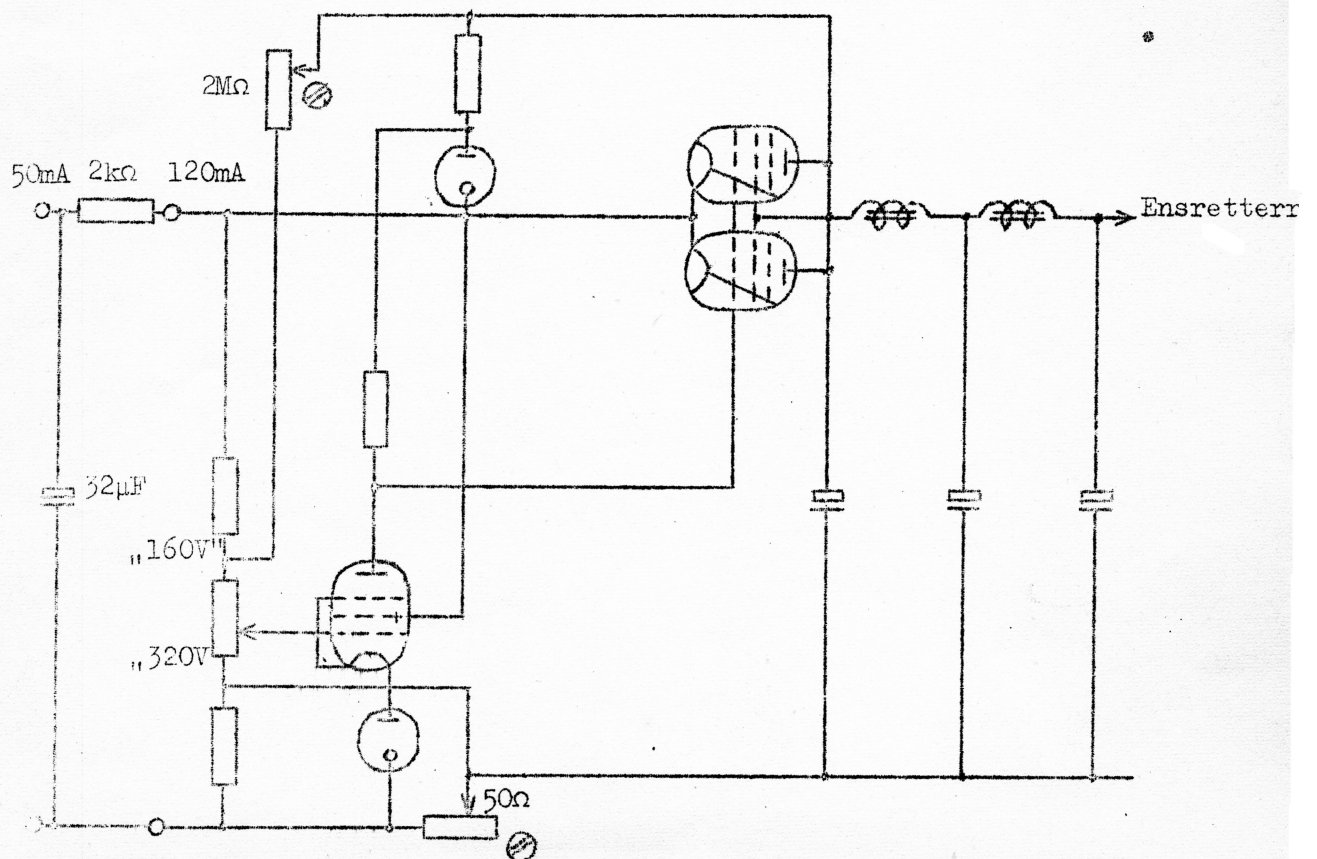 2MΩ
50mA 2kΩ 120mA
Ensretterr
32µF
„160V"
„320V
50Ω